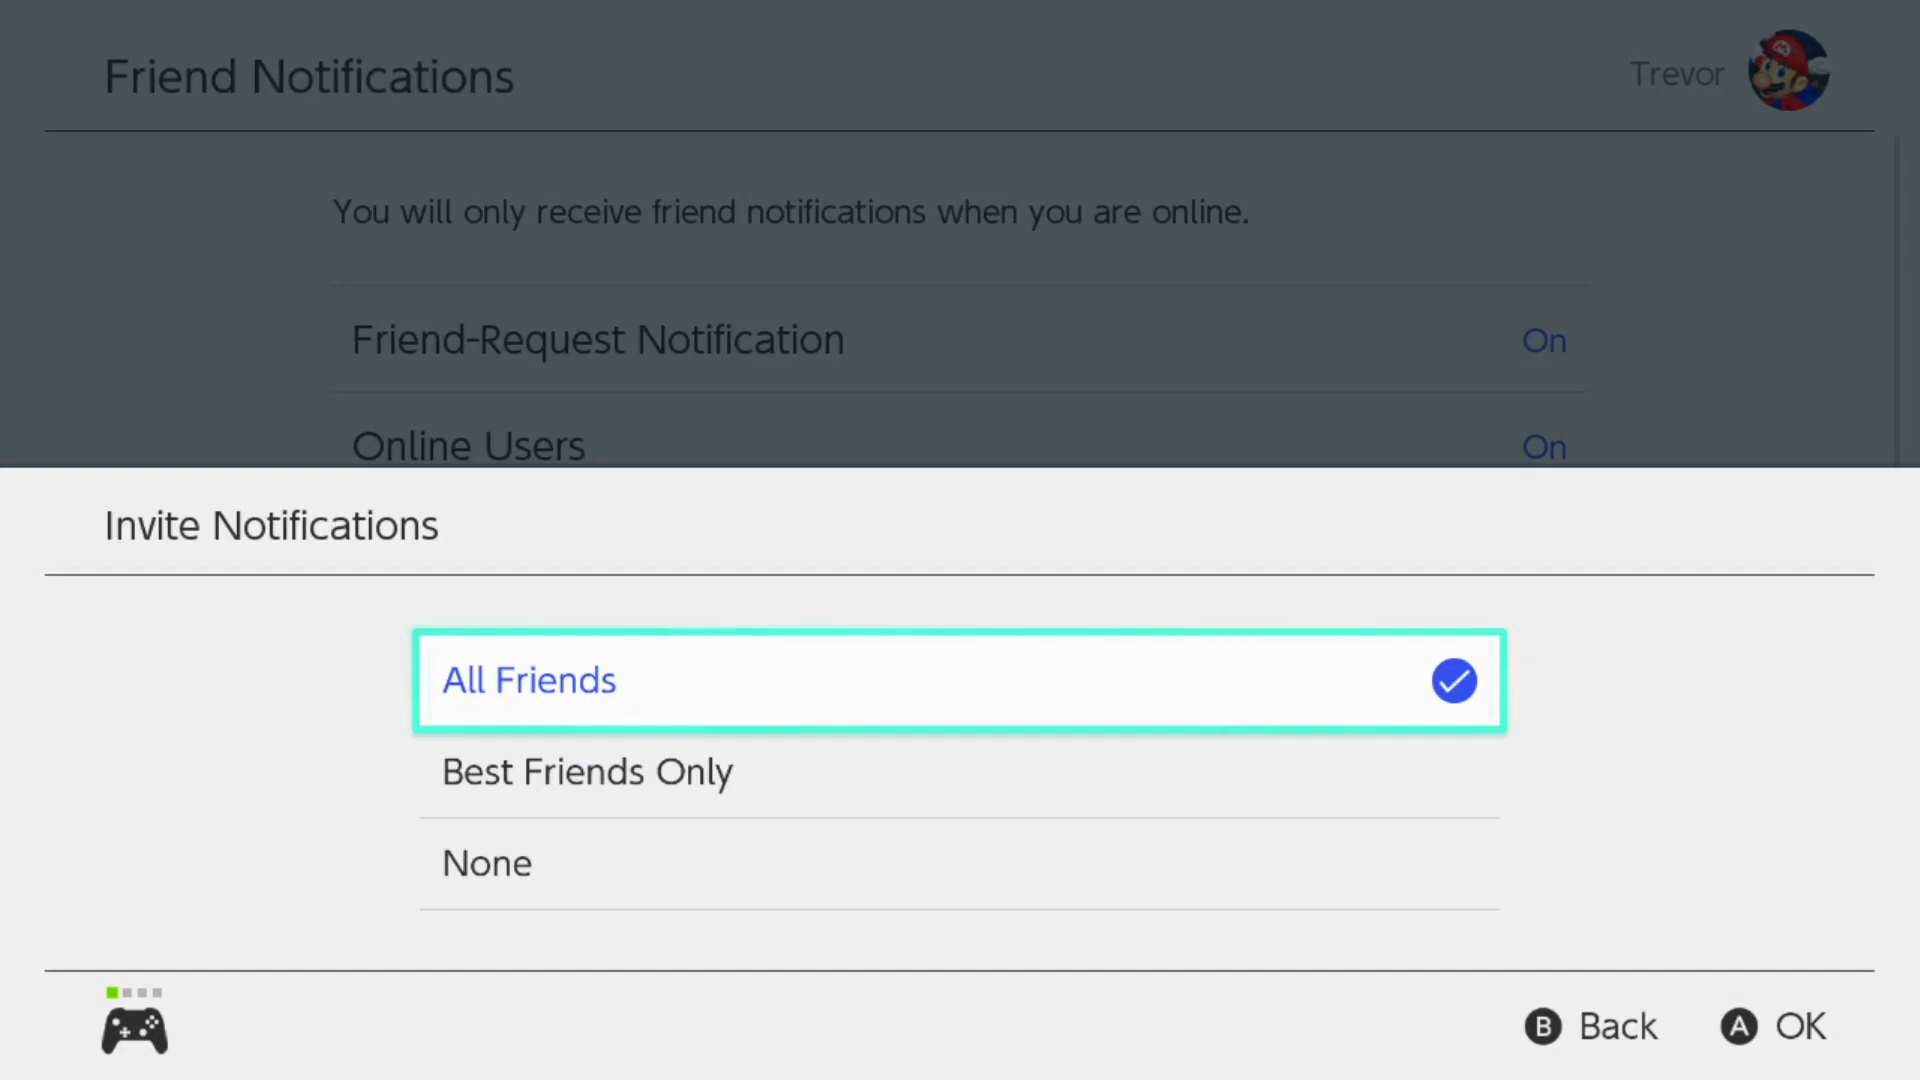 Friend Notifications
Trevor
You will only receive friend notifications when you are online.
Friend-Request Notification On
Online Users On
Invite Notifications
All Friends
Best Friends Only
None
B Back A OK